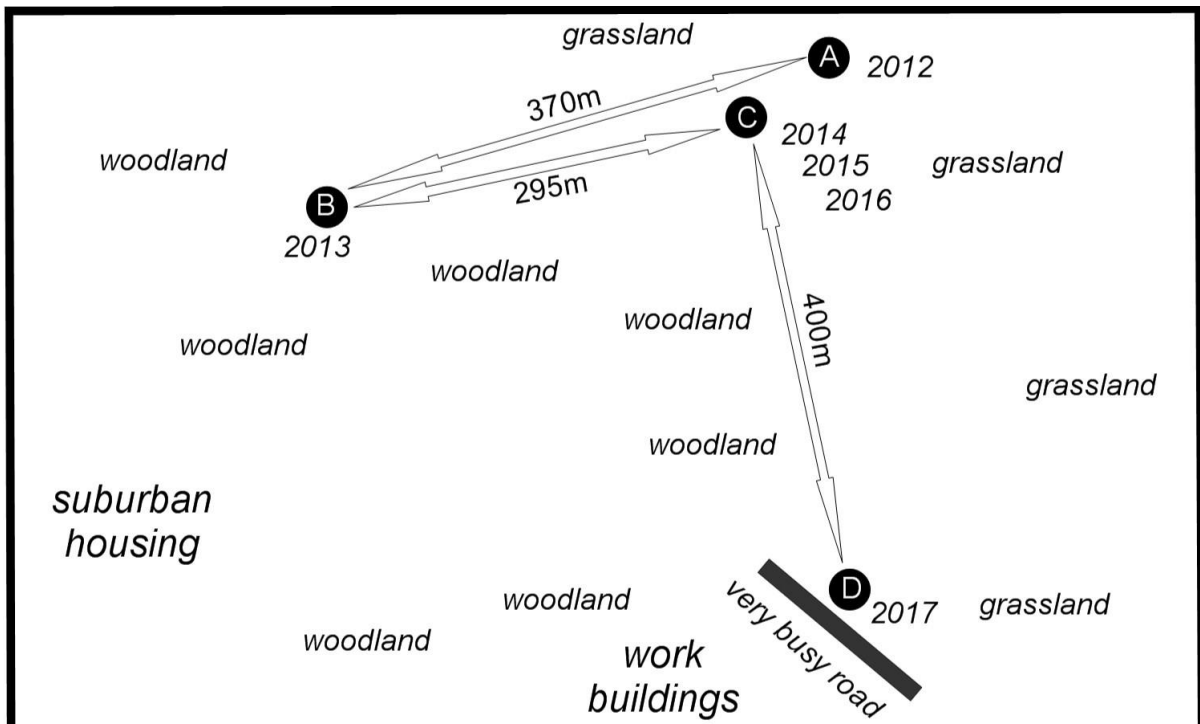 grassland
A
2012
370m
C
2014
woodland
2015
grassland
295m
2016
B
2013
woodland
woodland
woodland
400m
grassland
woodland
suburban
housing
D
woodland
2017
grassland
very busy road
woodland
work
buildings